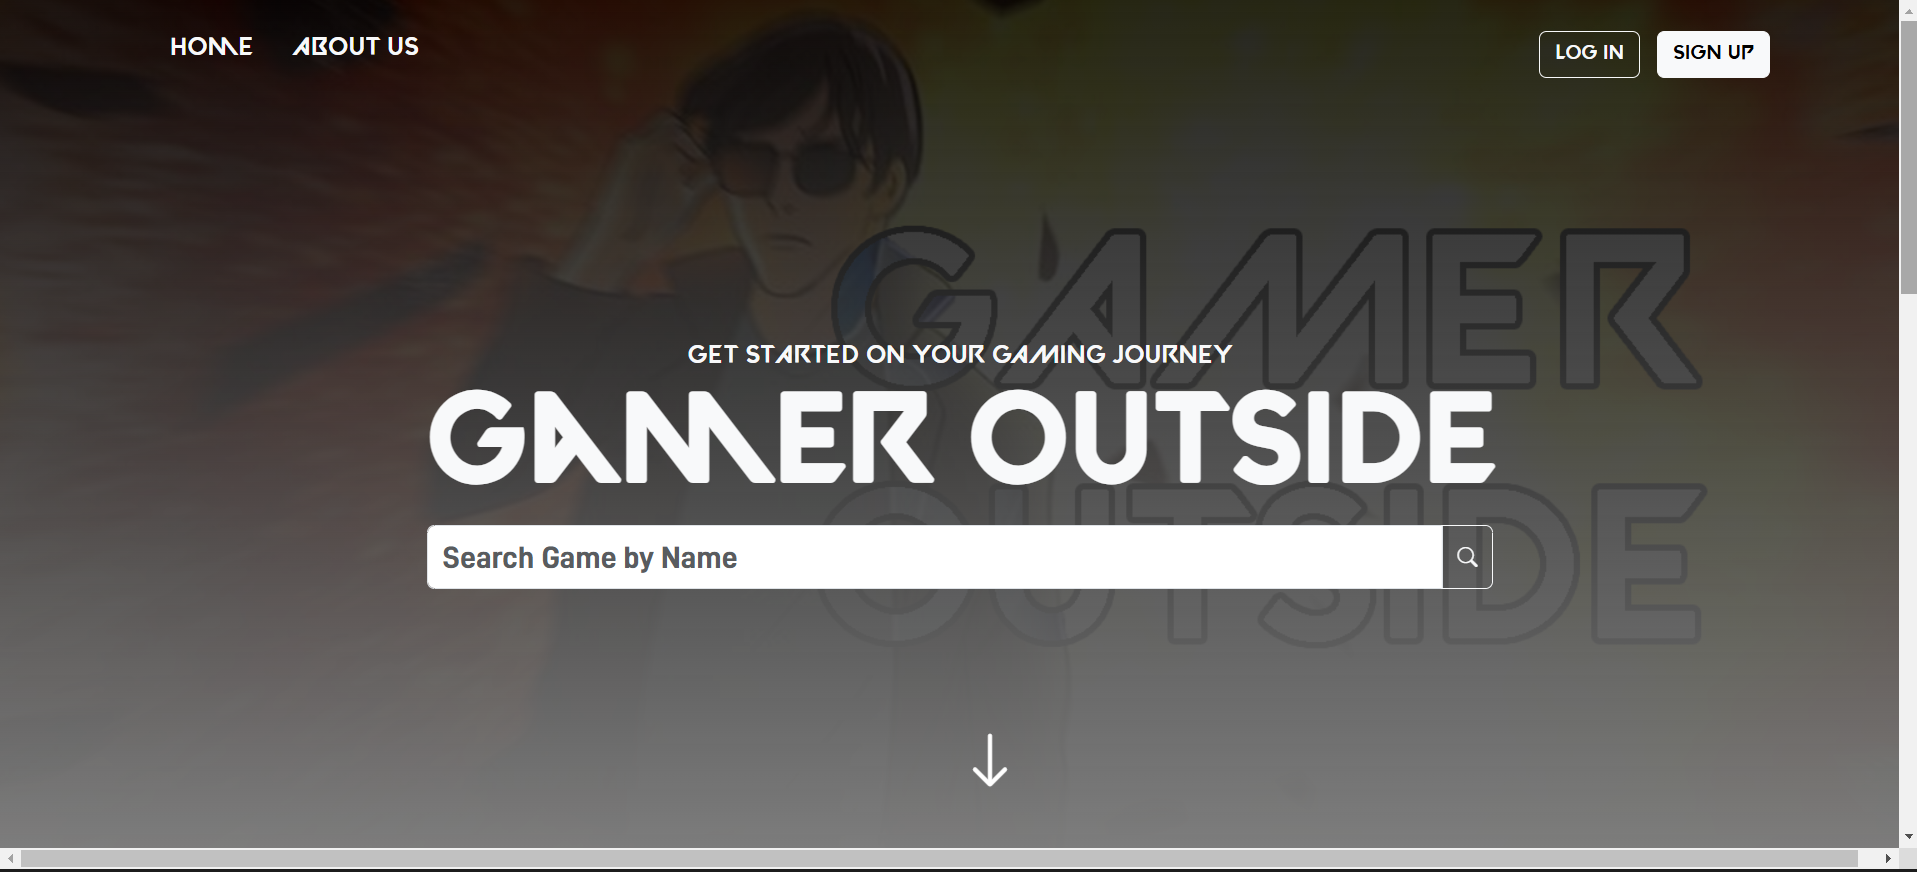 HOME ABOUT US LOG IN SIGN UP
GAMER
GET STARTED ON YOUR GAMING JOURNEY
GAMER OUTSIDE
OUTSIDE
Search Game by Name